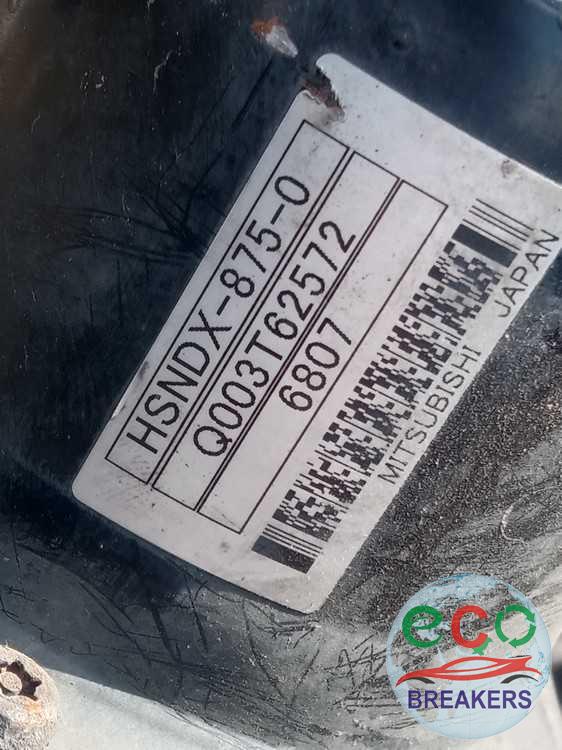 HSNDX-875-0
Q003T62572
6807
MITSUBISHI JAPAN
eco
BREAKERS